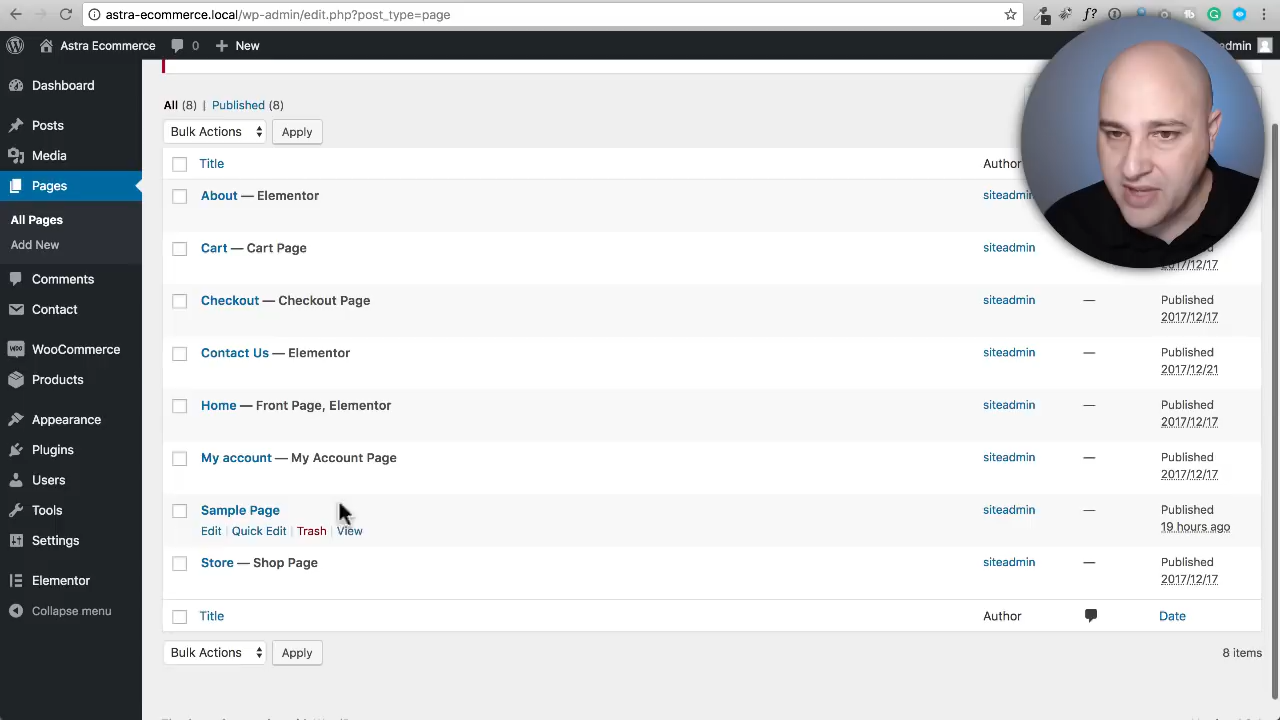 astra-ecommerce.local/wp-admin/edit.php?post_type=page
Astra Ecommerce 0 New
admin
Dashboard
Posts
Media
Pages
All Pages
Add New
Comments
Contact
WooCommerce
Products
Appearance
Plugins
Users
Tools
Settings
Elementor
Collapse menu
All (8) | Published (8)
Bulk Actions Apply
Title Author
About — Elementor siteadmin
Cart — Cart Page siteadmin
2017/12/17
Checkout — Checkout Page siteadmin — Published
2017/12/17
Contact Us — Elementor siteadmin — Published
2017/12/21
Home — Front Page, Elementor siteadmin — Published
2017/12/17
My account — My Account Page siteadmin — Published
2017/12/17
Sample Page siteadmin — Published
Edit | Quick Edit | Trash | View 19 hours ago
Store — Shop Page siteadmin — Published
2017/12/17
Title Author Date
Bulk Actions Apply 8 items